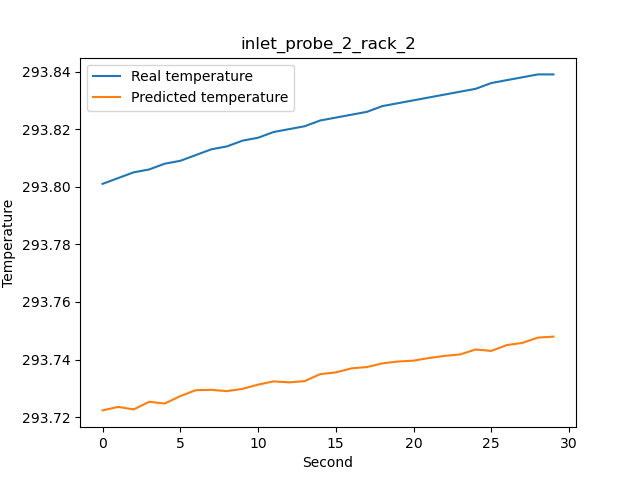 inlet_probe_2_rack_2
Real temperature
Predicted temperature
293.84
293.82
293.80
293.78
293.76
293.74
293.72
Temperature
0 5 10 15 20 25 30
Second